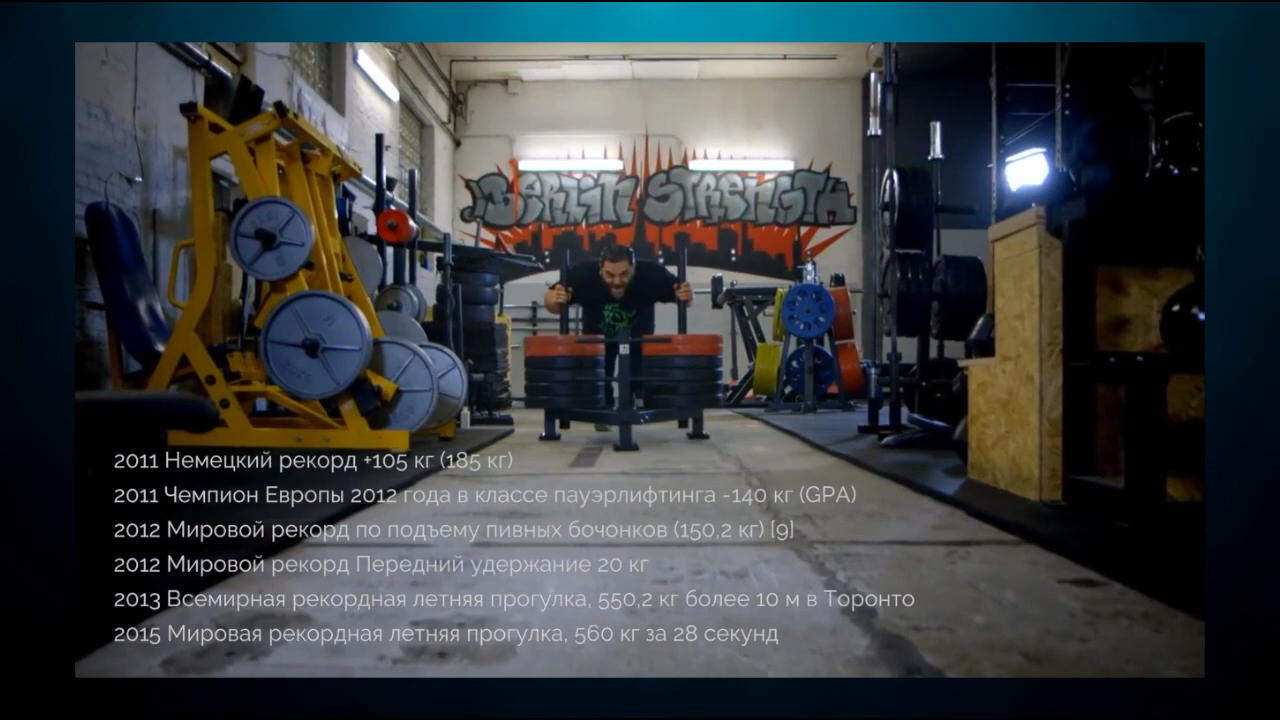 BERLIN STRENGTH
2011 Немецкий рекорд +105 кг (185 кг)
2011 Чемпион Европы 2012 года в классе пауэрлифтинга -140 кг (GPA)
2012 Мировой рекорд по подъему пивных бочонков (150,2 кг) [9]
2012 Мировой рекорд Передний удержание 20 кг
2013 Всемирная рекордная летняя прогулка, 550,2 кг более 10 м в Торонто
2015 Мировая рекордная летняя прогулка, 560 кг за 28 секунд